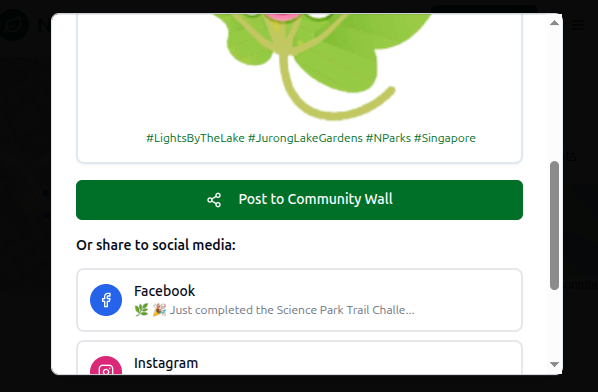 #LightsByTheLake #JurongLakeGardens #NParks #Singapore
Post to Community Wall
Or share to social media:
Facebook
🌿 🎉 Just completed the Science Park Trail Challe...
Instagram